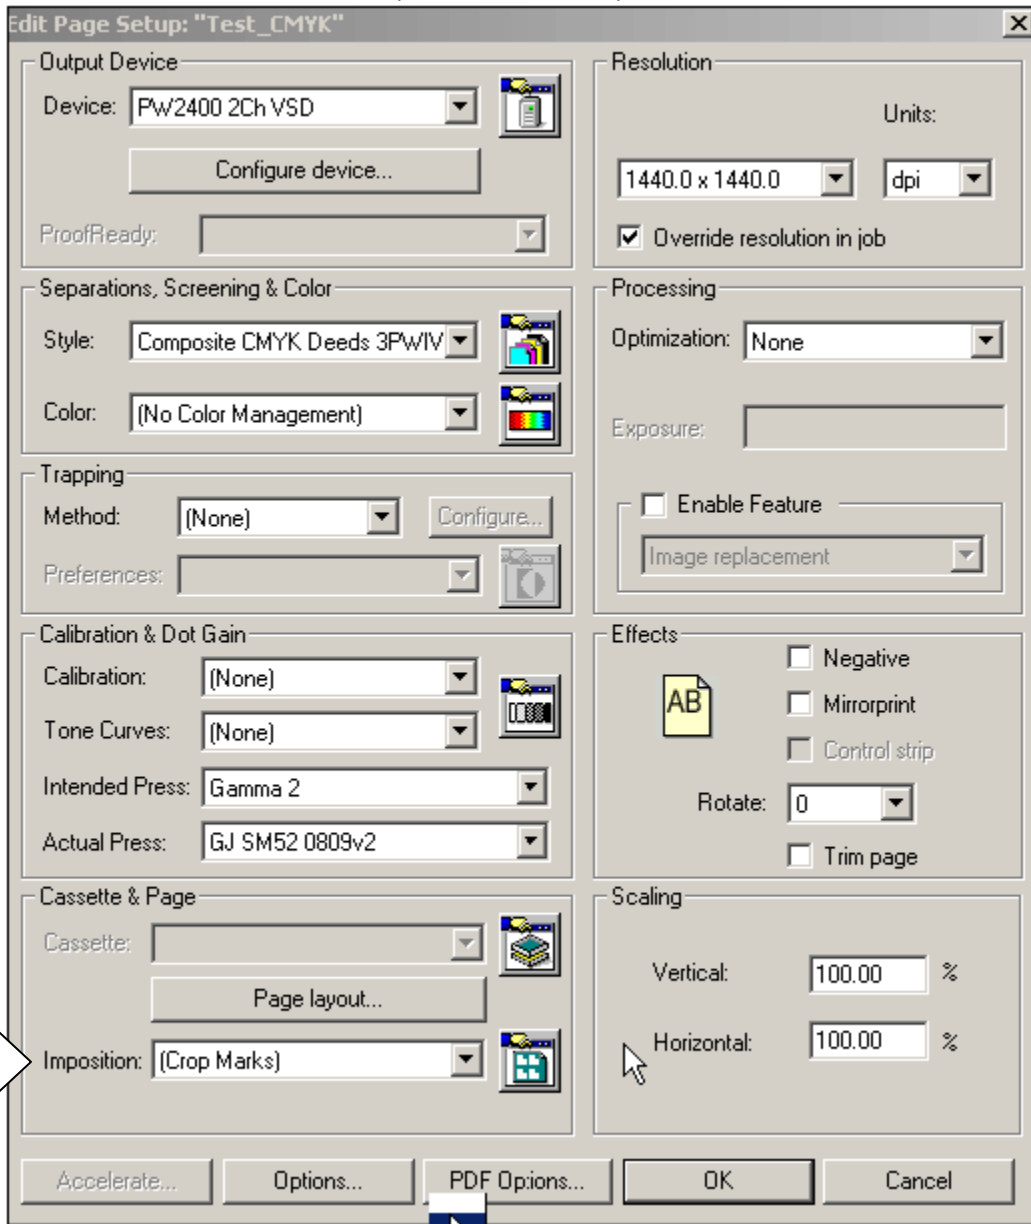 Edit Page Setup: "Test_CMYK"
Output Device
Device: PW2400 2Ch VSD
Configure device...
ProofReady:
Separations, Screening & Color
Style: Composite CMYK Deeds 3PWIV
Color: (No Color Management)
Trapping
Method: (None) Configure...
Preferences:
Calibration & Dot Gain
Calibration: (None)
Tone Curves: (None)
Intended Press: Gamma 2
Actual Press: GJ SM52 0809v2
Cassette & Page
Cassette:
Page layout...
Imposition: (Crop Marks)
Resolution
Units:
1440.0 x 1440.0 dpi
Override resolution in job
Processing
Optimization: None
Exposure:
Enable Feature
Image replacement
Effects
AB
Negative
Mirrorprint
Control strip
Rotate: 0
Trim page
Scaling
Vertical: 100.00 %
Horizontal: 100.00 %
Accelerate... Options... PDF Options... OK Cancel